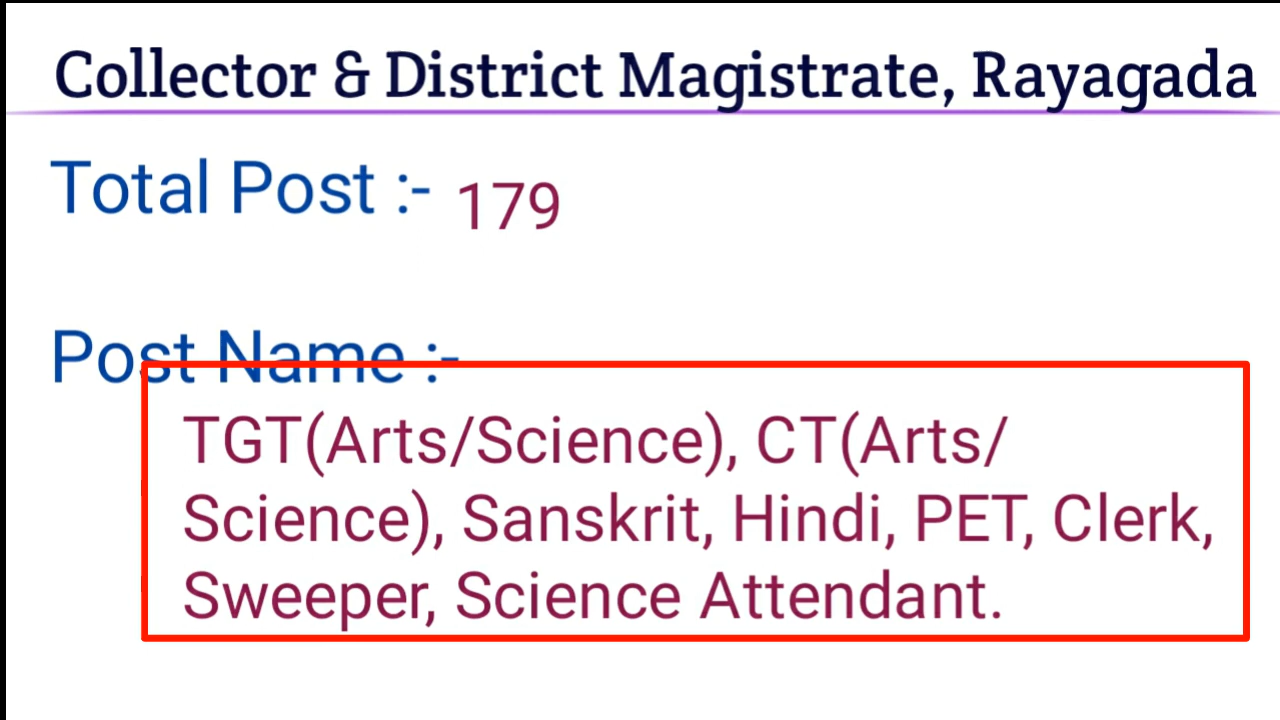 Collector & District Magistrate, Rayagada
Total Post :- 179
Post Name :-
TGT(Arts/Science), CT(Arts/
Science), Sanskrit, Hindi, PET, Clerk,
Sweeper, Science Attendant.